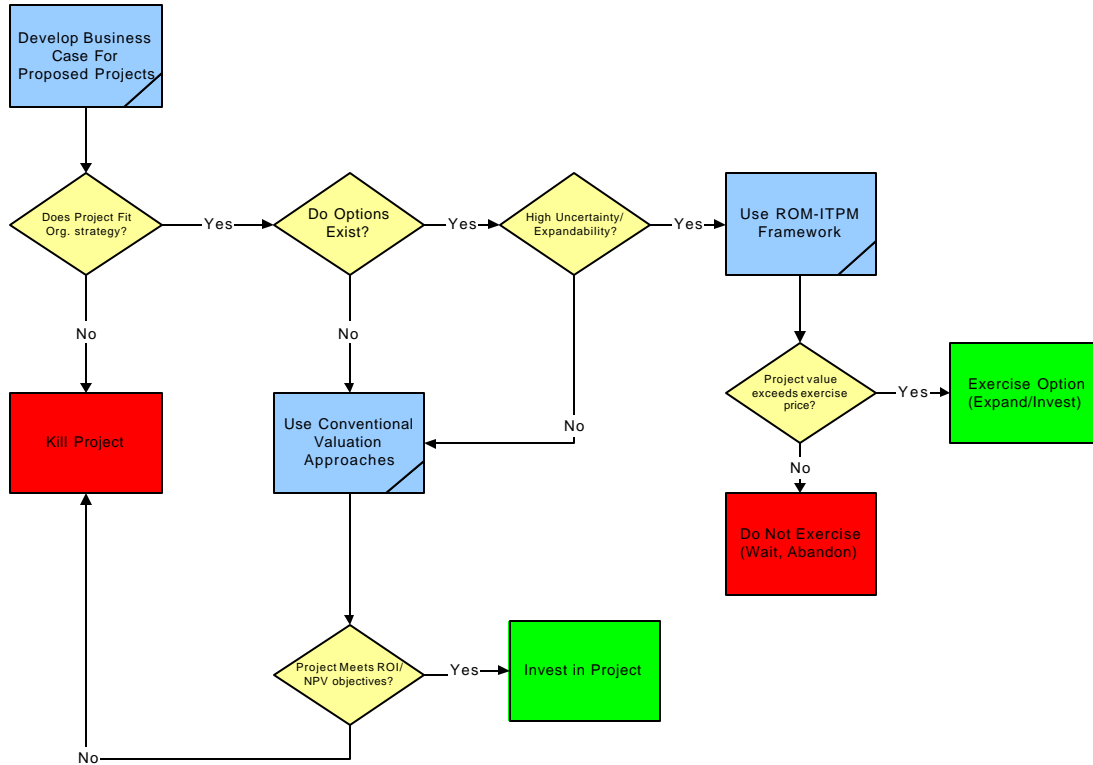 Develop Business
Case For
Proposed Projects
Does Project Fit
Org. strategy?
Yes
Do Options
Exist?
Yes
High Uncertainty/
Expandability?
Yes
Use ROM-ITPM
Framework
No
No
Project value
exceeds exercise
price?
Yes
Exercise Option
(Expand/Invest)
Kill Project
Use Conventional
Valuation
Approaches
No
No
Do Not Exercise
(Wait, Abandon)
Project Meets ROI/
NPV objectives?
Yes
Invest in Project
No